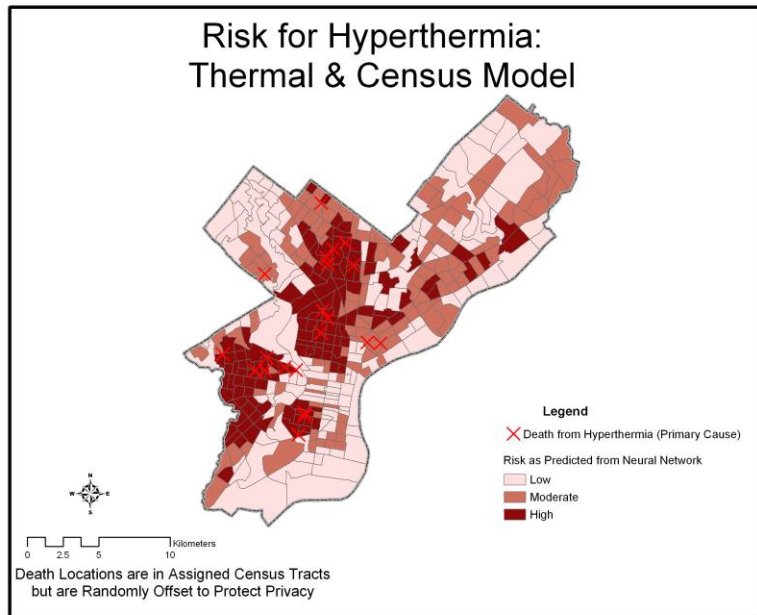 Risk for Hyperthermia:
Thermal & Census Model
Legend
Death from Hyperthermia (Primary Cause)
Risk as Predicted from Neural Network
Low
Moderate
High
N
W E
S
Kilometers
0 2.5 5 10
Death Locations are in Assigned Census Tracts
but are Randomly Offset to Protect Privacy